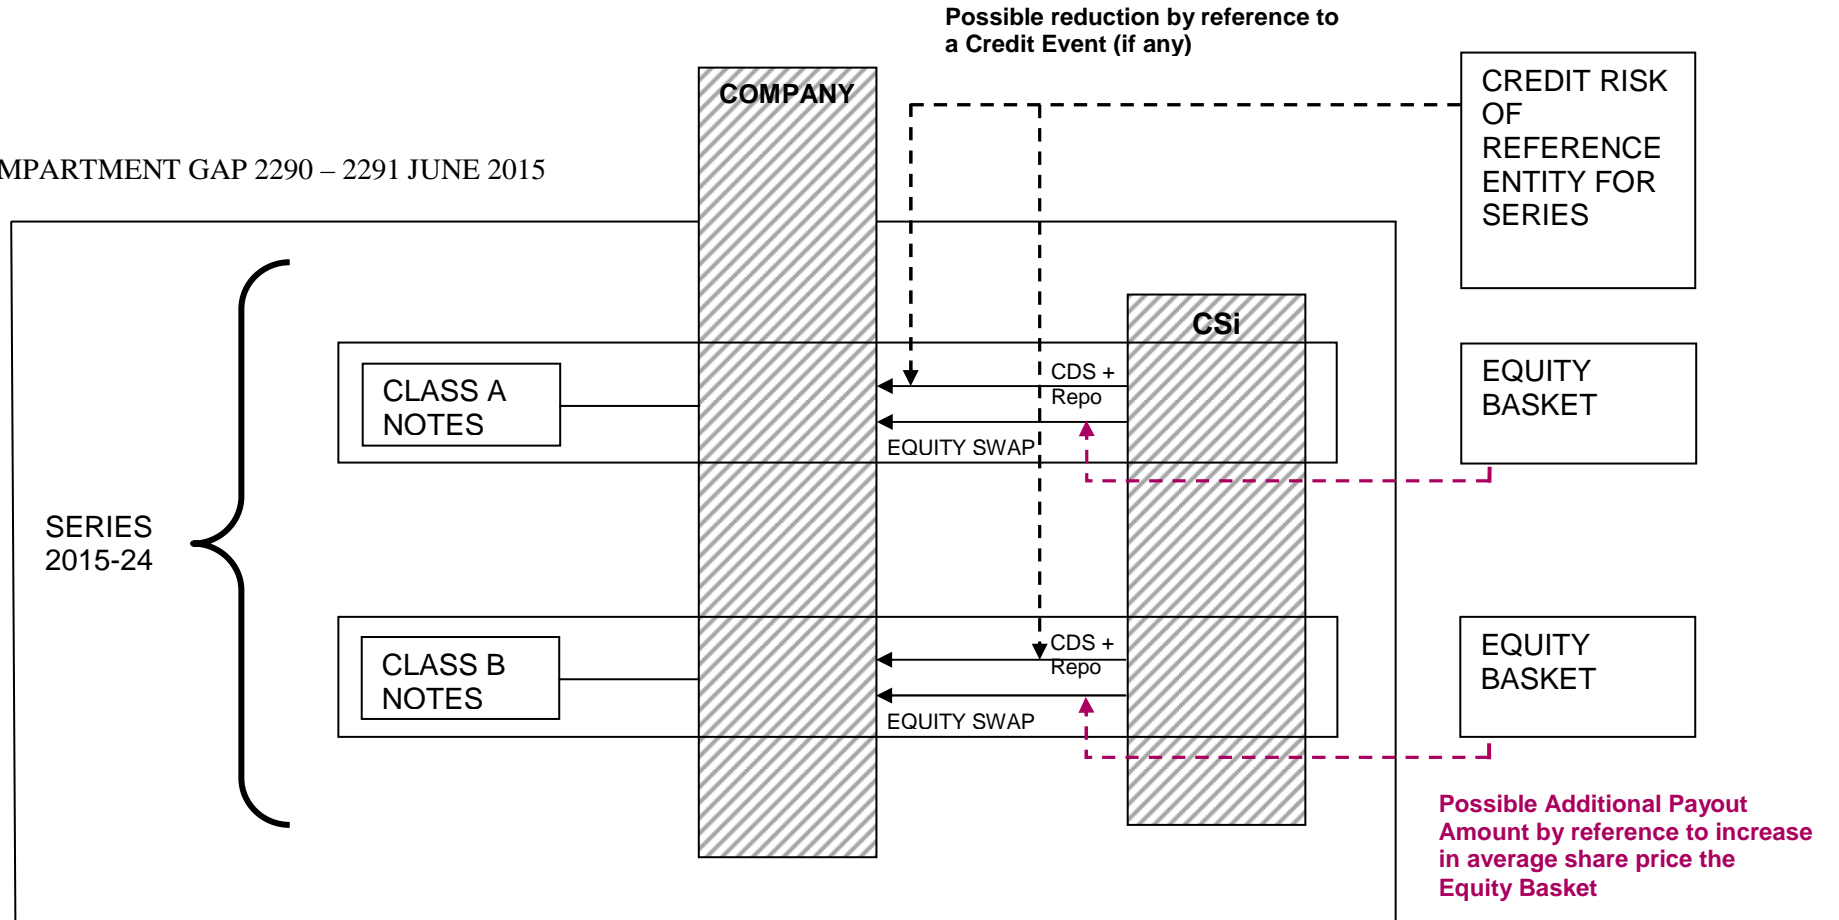 Possible reduction by reference to
a Credit Event (if any)
COMPANY
CREDIT RISK
OF
REFERENCE
ENTITY FOR
SERIES
MPARTMENT GAP 2290 – 2291 JUNE 2015
CSi
CLASS A
NOTES
CDS +
Repo
EQUITY SWAP
EQUITY
BASKET
SERIES
2015-24
CLASS B
NOTES
CDS +
Repo
EQUITY SWAP
EQUITY
BASKET
Possible Additional Payout
Amount by reference to increase
in average share price the
Equity Basket